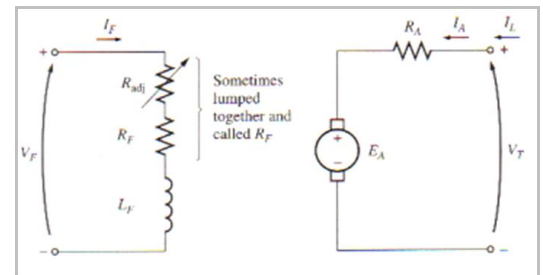 I_F
R_A
I_A
I_L
+
+
R_adj
Sometimes
lumped
together and
called R_F
R_F
V_F
+
–
E_A
V_T
L_F
–
–